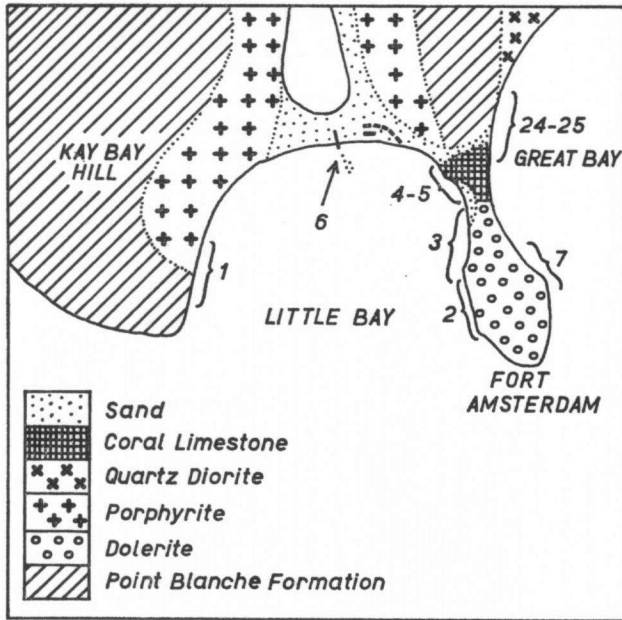 KAY BAY
HILL
24-25
GREAT BAY
4-5
6
1
3
7
2
LITTLE BAY
FORT
AMSTERDAM
Sand
Coral Limestone
Quartz Diorite
Porphyrite
Dolerite
Point Blanche Formation